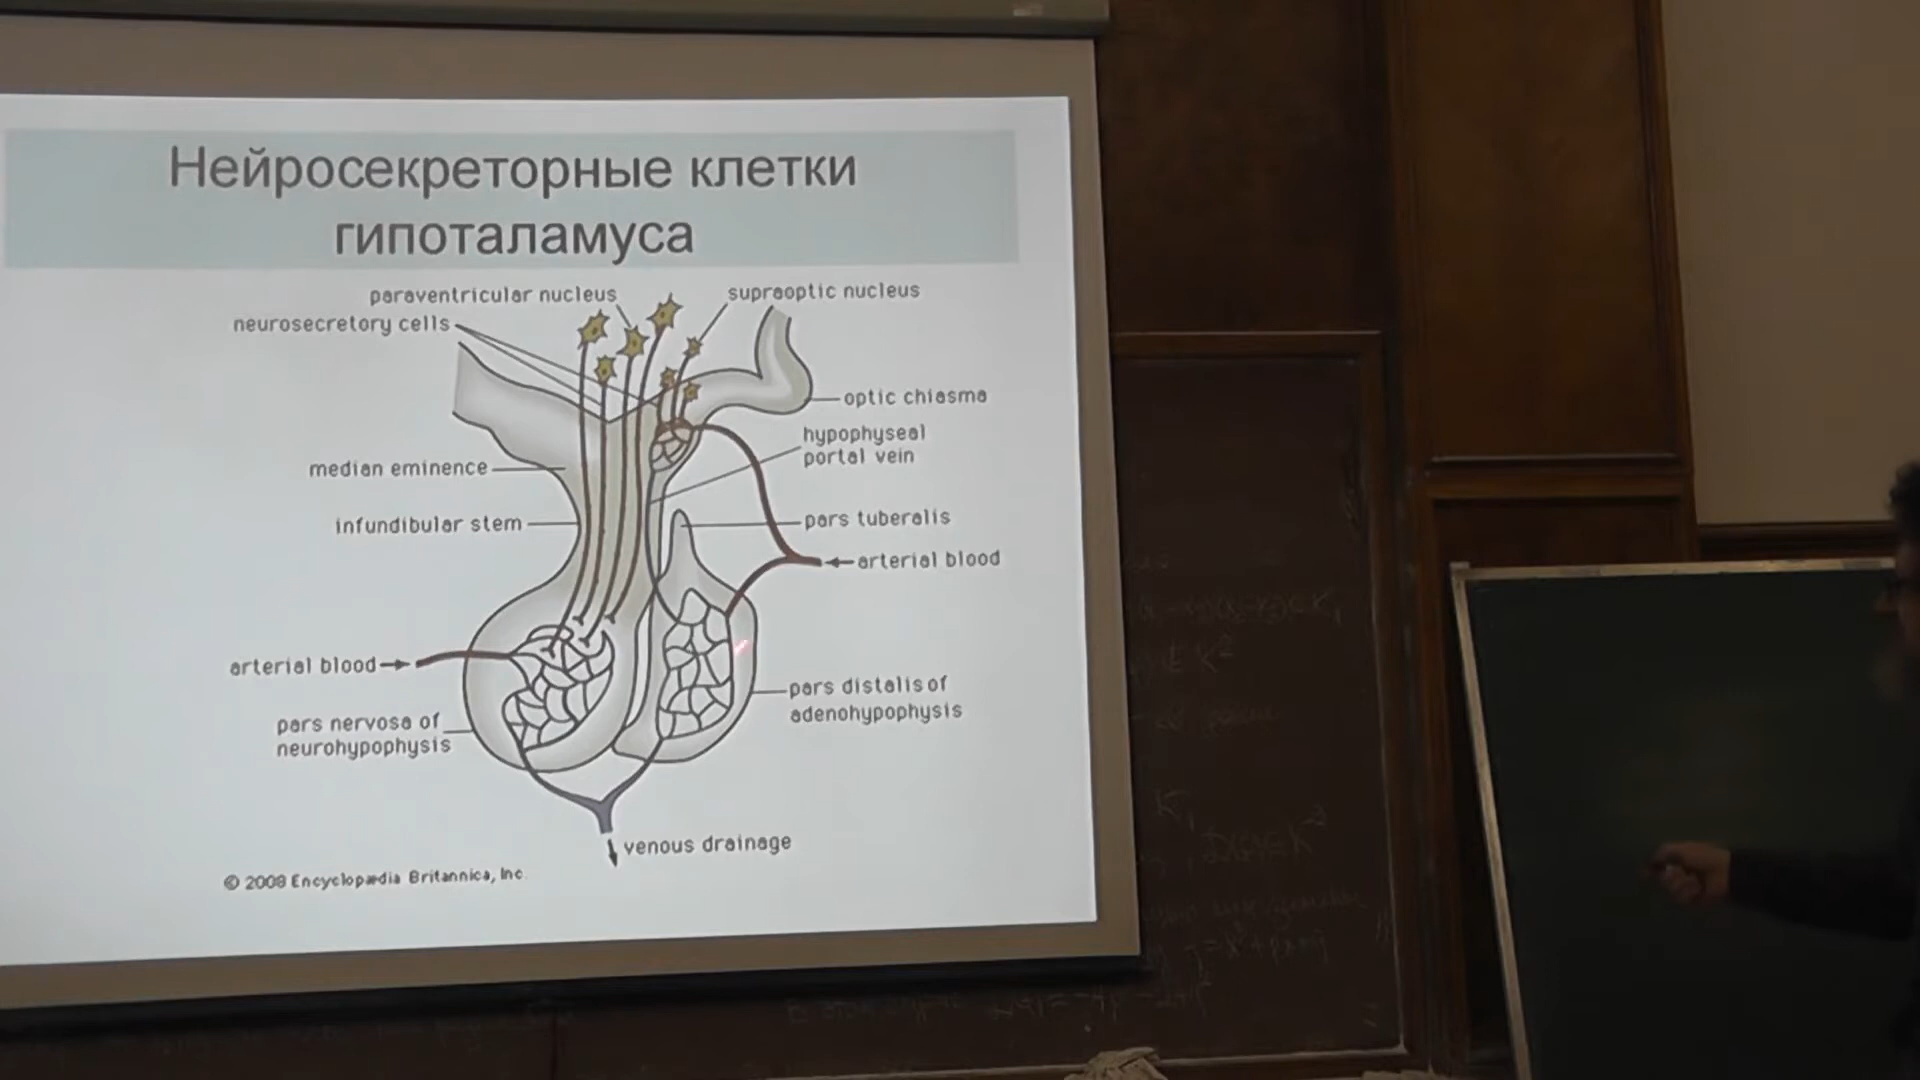 Нейросекреторные клетки
гипоталамуса
paraventricular nucleus
supraoptic nucleus
neurosecretory cells
optic chiasma
hypophyseal
portal vein
median eminence
pars tuberalis
infundibular stem
arterial blood
arterial blood
pars distalis of
adenohypophysis
pars nervosa of
neurohypophysis
venous drainage
© 2008 Encyclopædia Britannica, Inc.